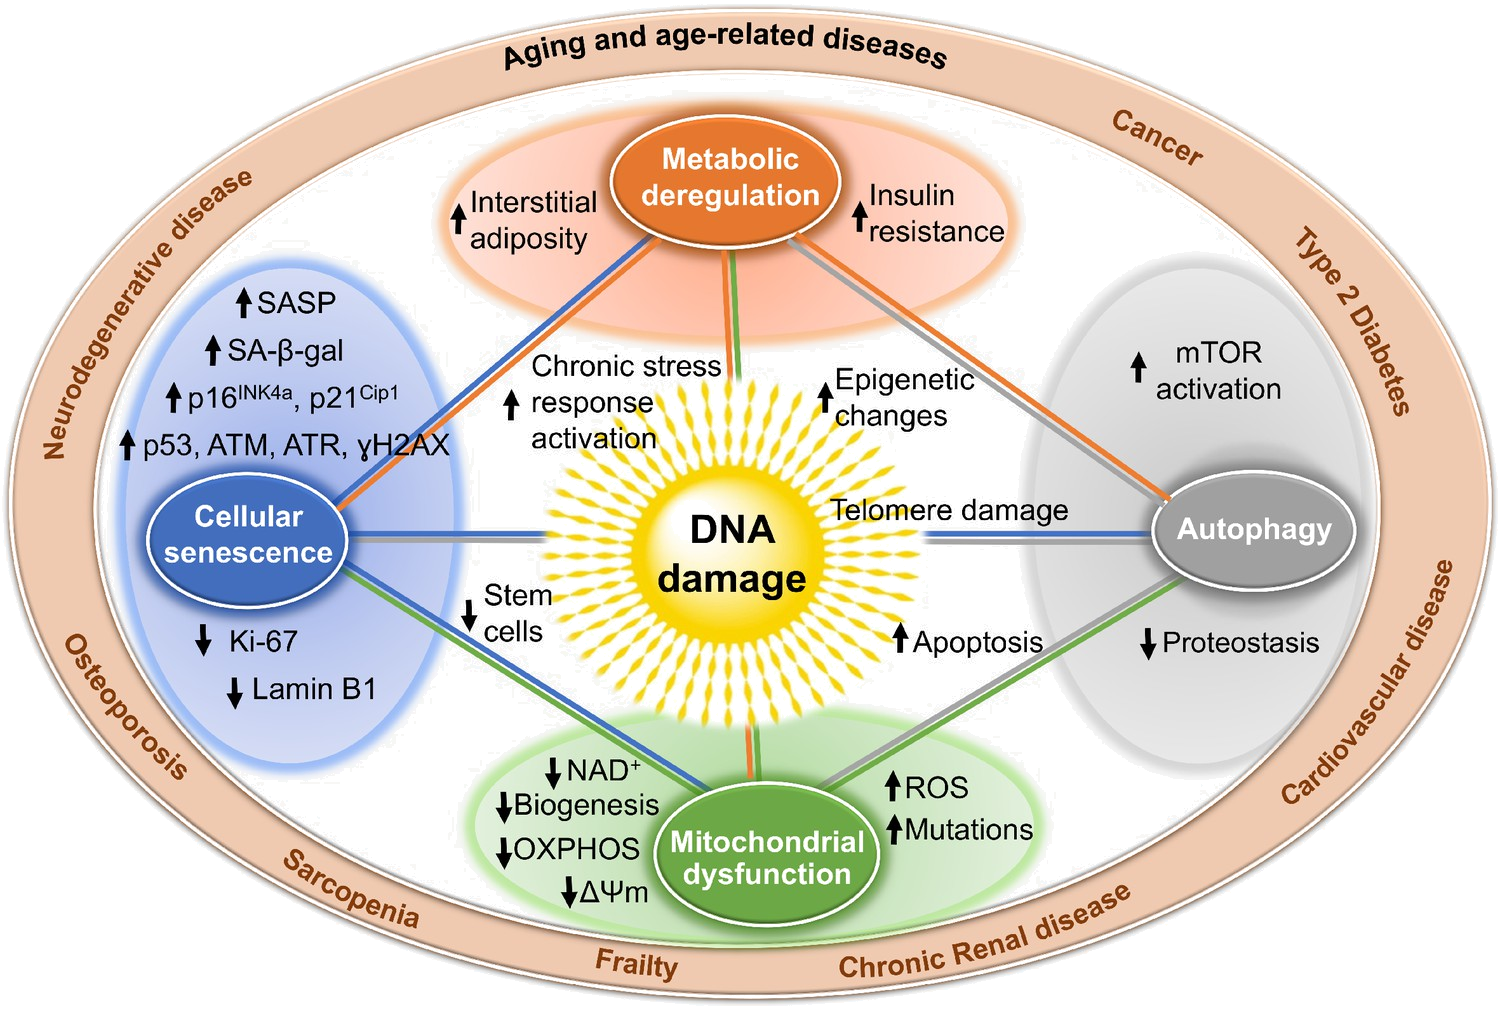 Aging and age-related diseases
Cancer
Type 2 Diabetes
Cardiovascular disease
Chronic Renal disease
Frailty
Sarcopenia
Osteoporosis
Neurodegenerative disease
Metabolic
deregulation
Interstitial
adiposity
Insulin
resistance
SASP
SA-β-gal
p16INK4a, p21Cip1
p53, ATM, ATR, ɣH2AX
Cellular
senescence
Ki-67
Lamin B1
Chronic stress
response
activation
Epigenetic
changes
mTOR
activation
DNA
damage
Telomere damage
Autophagy
Stem
cells
Apoptosis
Proteostasis
NAD+
Biogenesis
OXPHOS
ΔΨm
Mitochondrial
dysfunction
ROS
Mutations